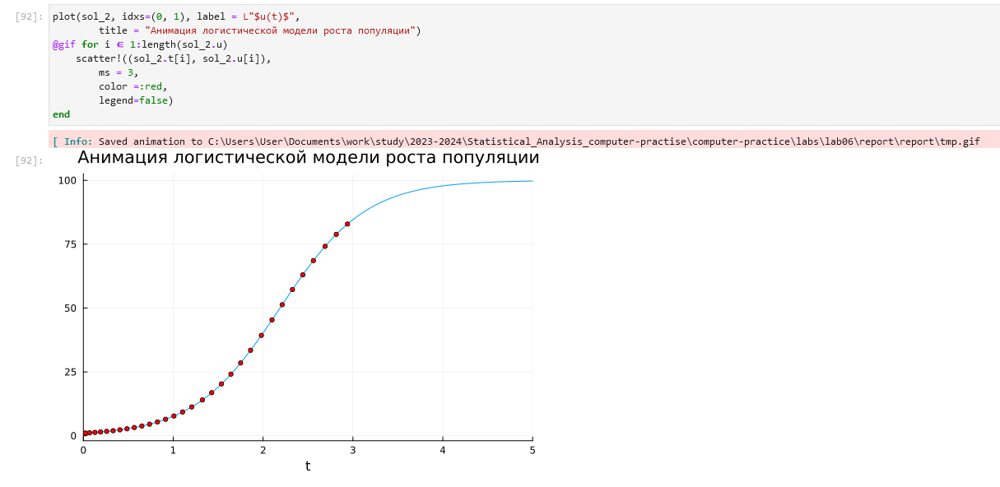 [92]:
plot(sol_2, idxs=(0, 1), label = L"$u(t)$",
title = "Анимация логистической модели роста популяции")
@gif for i ∈ 1:length(sol_2.u)
scatter!((sol_2.t[i], sol_2.u[i]),
ms = 3,
color =:red,
legend=false)
end
[ Info: Saved animation to C:\Users\User\Documents\work\study\2023-2024\Statistical_Analysis_computer-practise\computer-practice\labs\lab06\report\report\tmp.gif
[92]:
Анимация логистической модели роста популяции
100
75
50
25
0
0 1 2 3 4 5
t